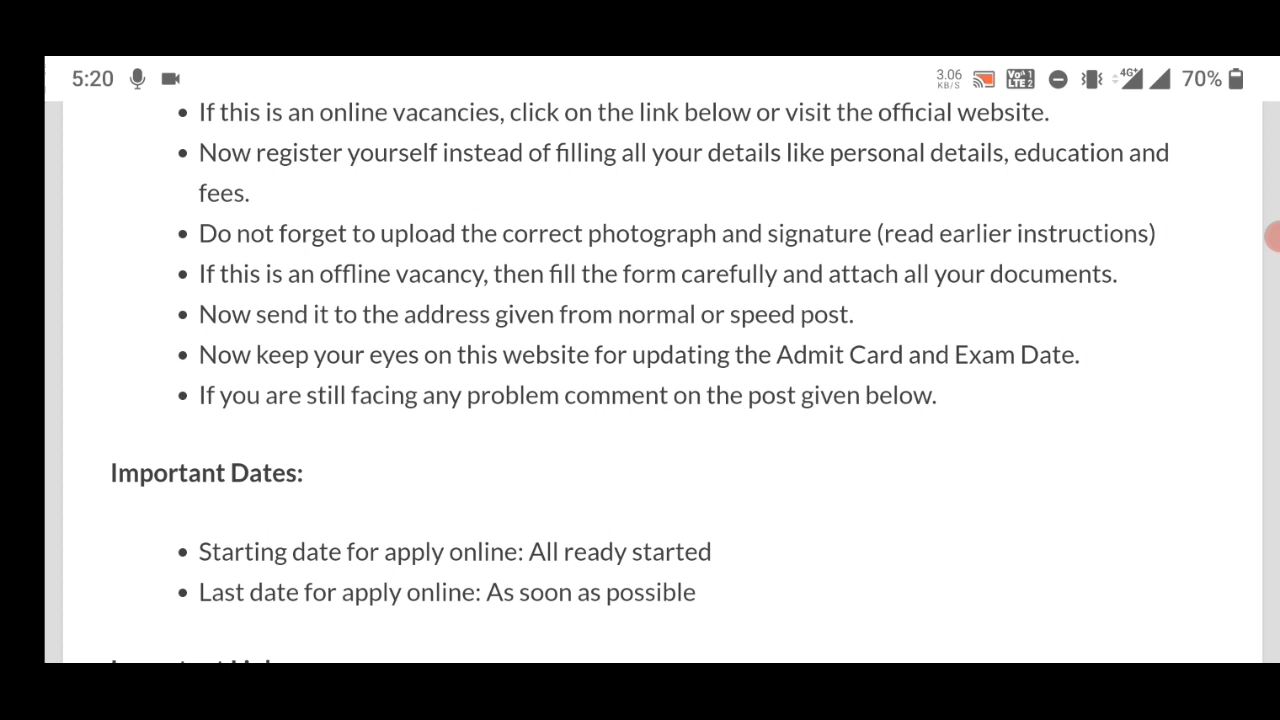 5:20 3.06 KB/S Vo) 1 LTE 2 4G+ 70%
If this is an online vacancies, click on the link below or visit the official website.
Now register yourself instead of filling all your details like personal details, education and
fees.
Do not forget to upload the correct photograph and signature (read earlier instructions)
If this is an offline vacancy, then fill the form carefully and attach all your documents.
Now send it to the address given from normal or speed post.
Now keep your eyes on this website for updating the Admit Card and Exam Date.
If you are still facing any problem comment on the post given below.
Important Dates:
Starting date for apply online: All ready started
Last date for apply online: As soon as possible